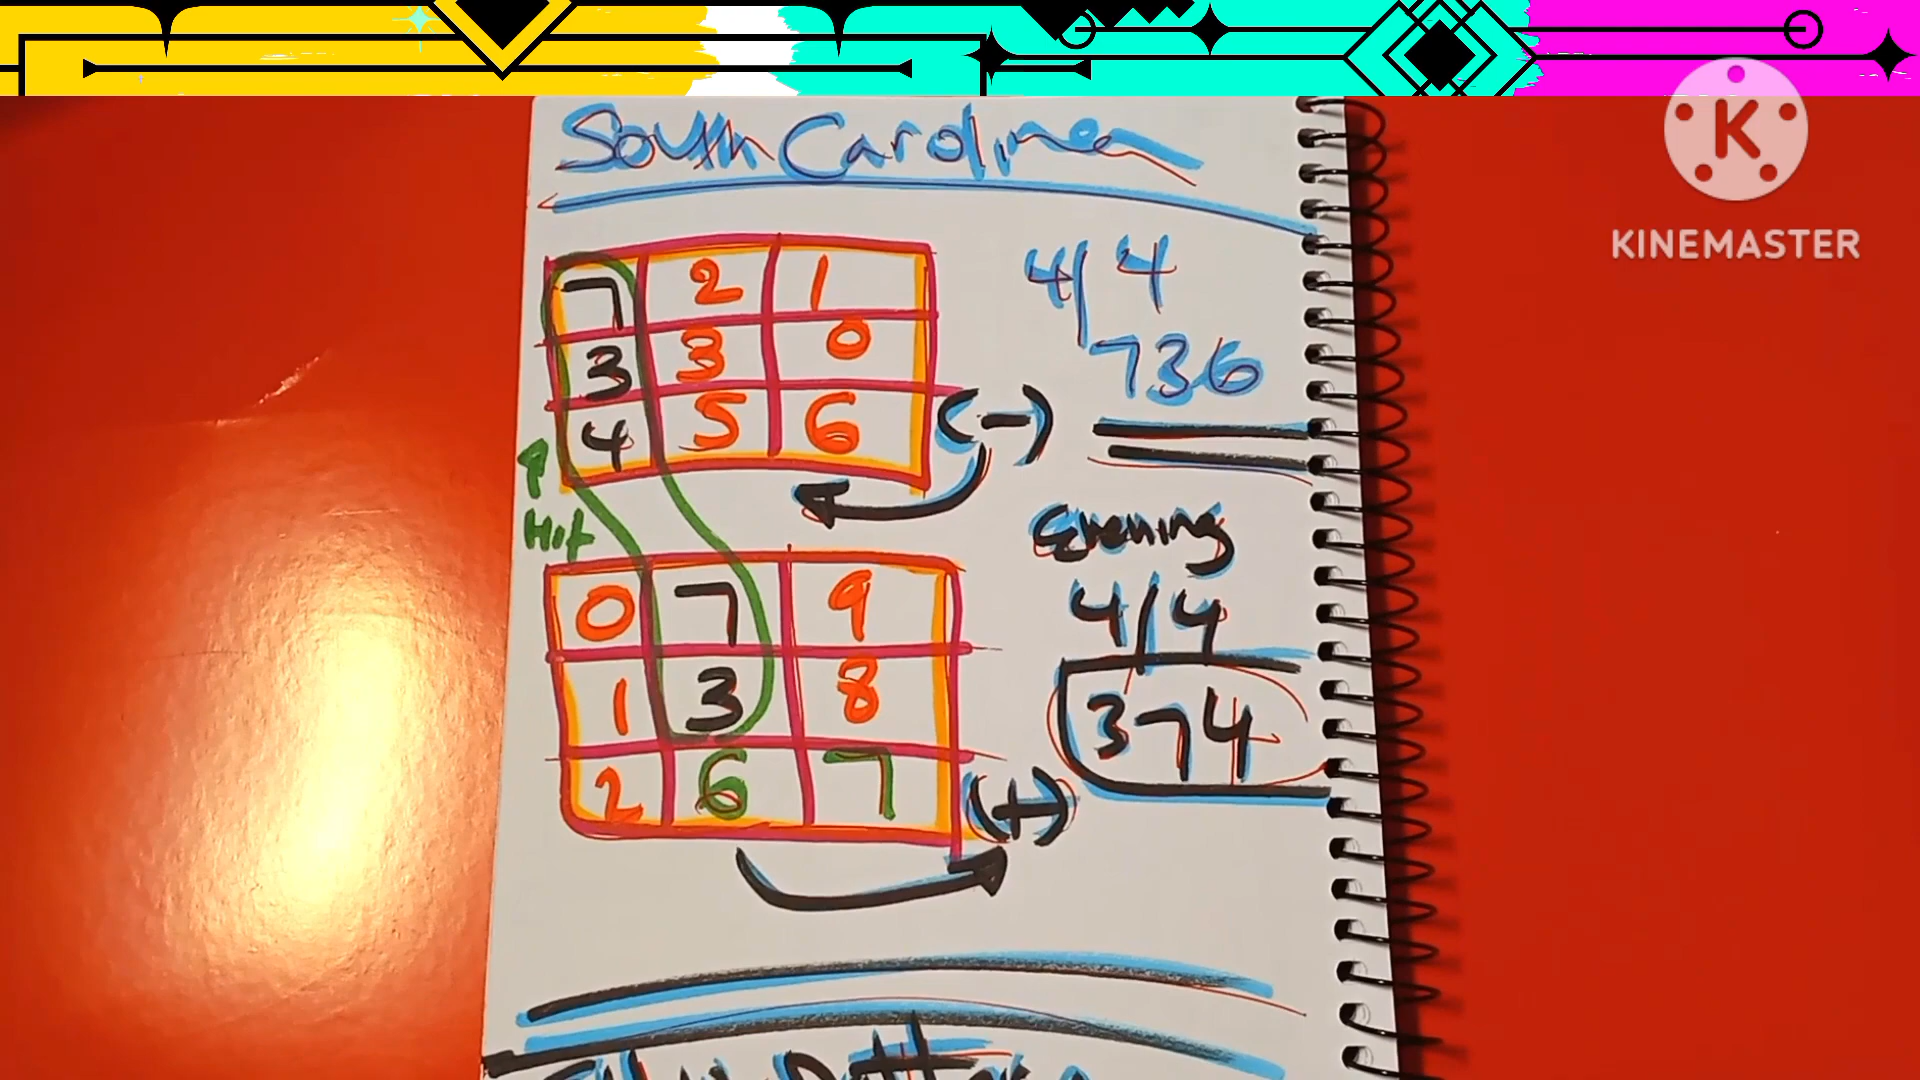 South Carolina
7 2 1
3 3 0
4 5 6
(-)
4/4
736
Hit
Evening
4/4
374
0 7 9
1 3 8
2 6 7
(+)
K
KINEMASTER